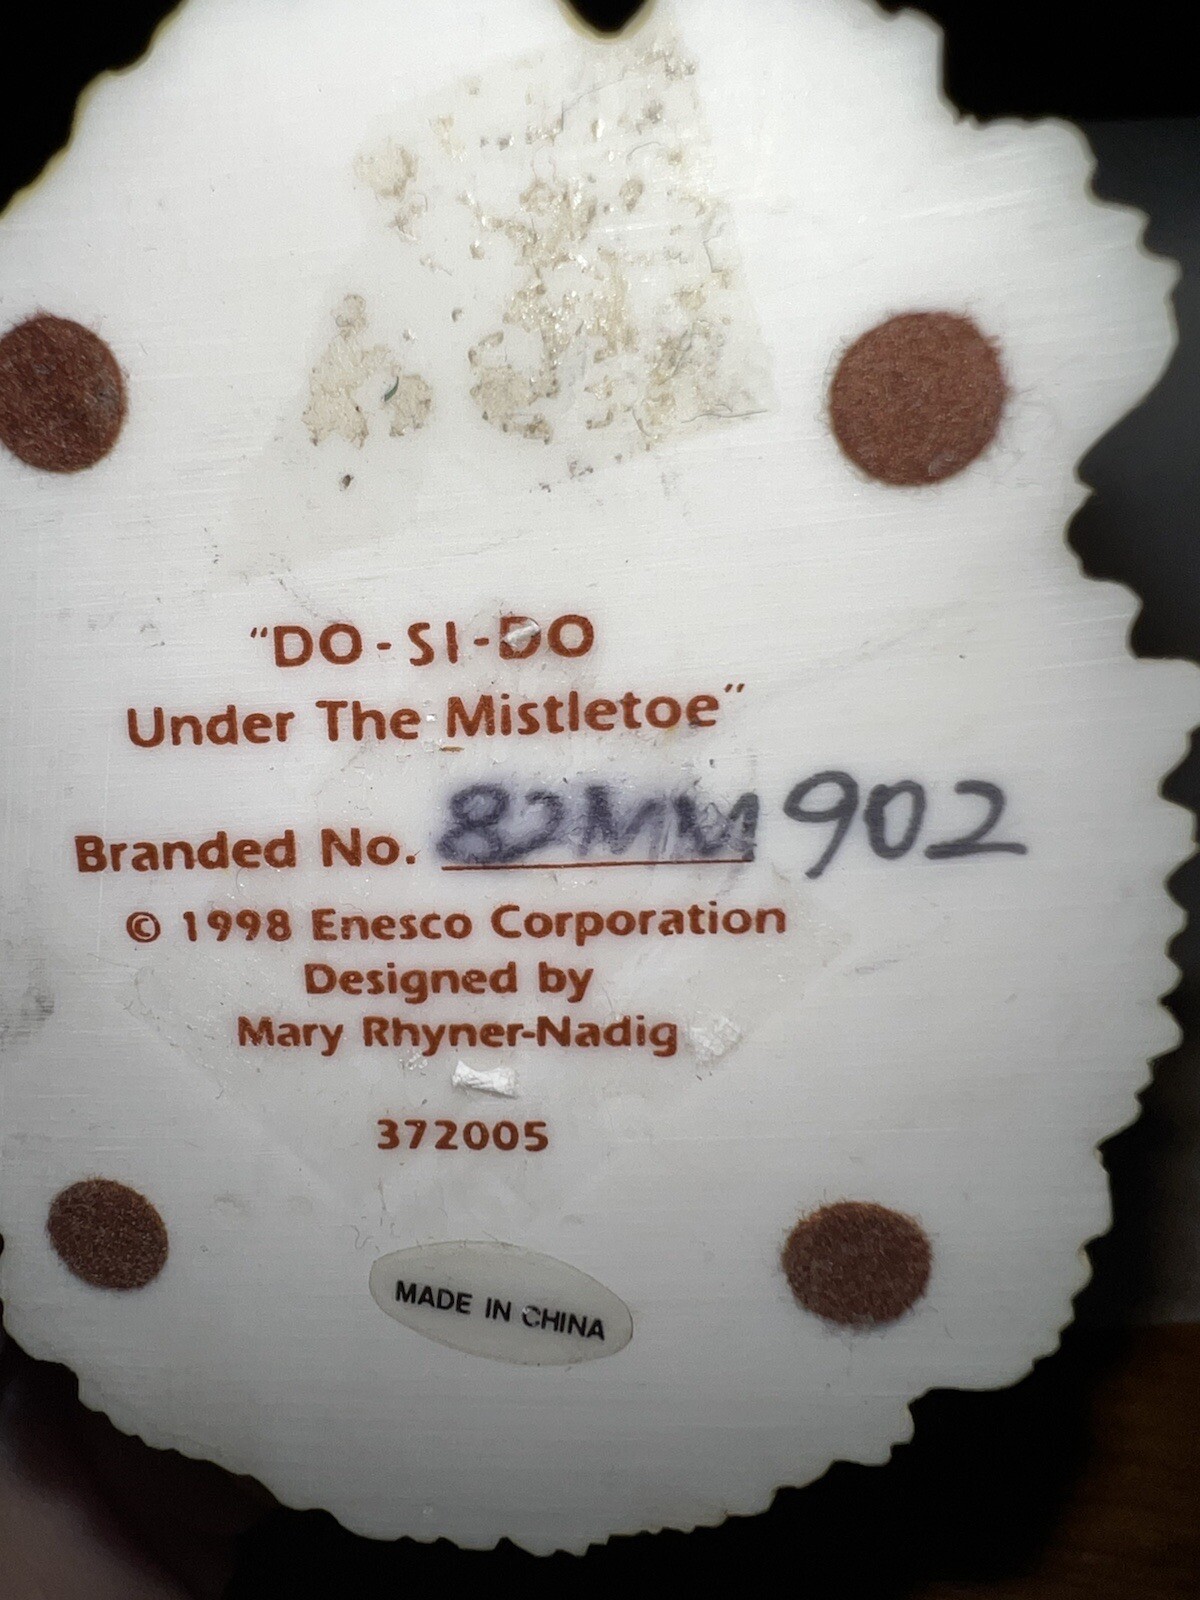 "DO-SI-DO
Under The Mistletoe"
Branded No. 902
© 1998 Enesco Corporation
Designed by
Mary Rhyner-Nadig
372005
MADE IN CHINA